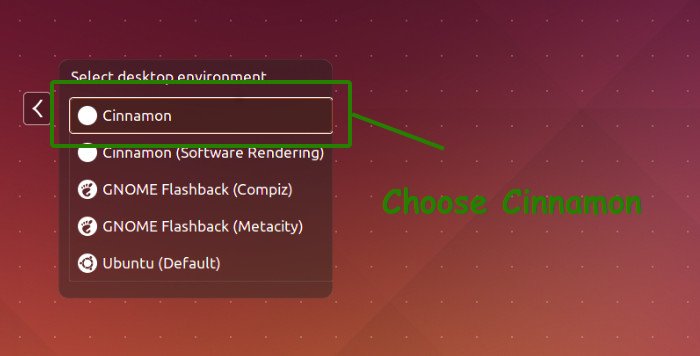 Select desktop environment
Cinnamon
Cinnamon (Software Rendering)
GNOME Flashback (Compiz)
Choose Cinnamon
GNOME Flashback (Metacity)
Ubuntu (Default)